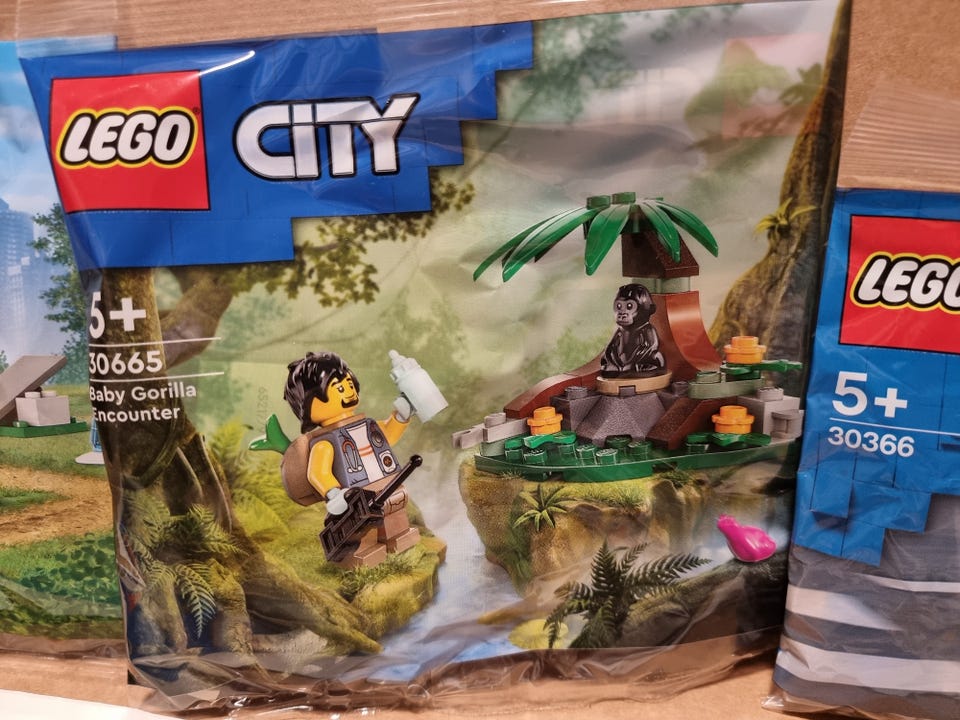 LEGO
CITY
5+
30665
Baby Gorilla
Encounter
LEGO
5+
30366